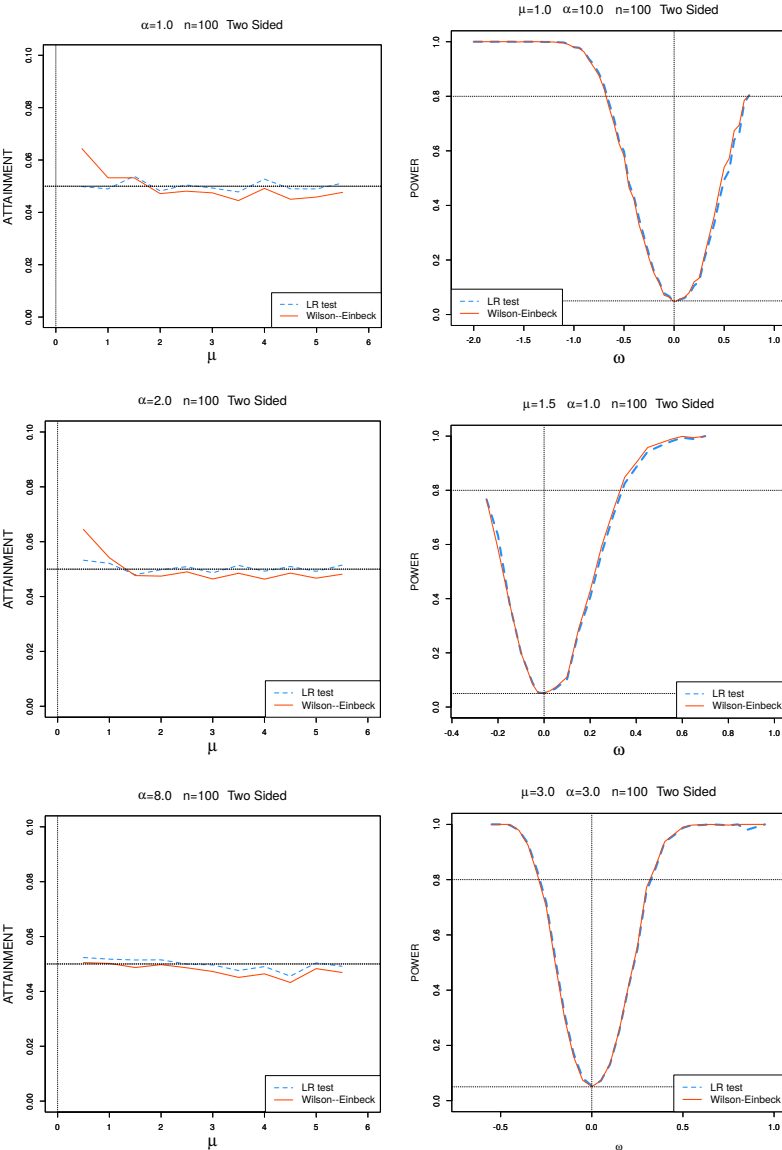 α=1.0 n=100 Two Sided
ATTAINMENT
0.00 0.02 0.04 0.06 0.08 0.10
LR test
Wilson--Einbeck
0 1 2 3 4 5 6
μ
μ=1.0 α=10.0 n=100 Two Sided
POWER
0.0 0.2 0.4 0.6 0.8 1.0
LR test
Wilson-Einbeck
-2.0 -1.5 -1.0 -0.5 0.0 0.5 1.0
ω
α=2.0 n=100 Two Sided
ATTAINMENT
0.00 0.02 0.04 0.06 0.08 0.10
LR test
Wilson--Einbeck
0 1 2 3 4 5 6
μ
μ=1.5 α=1.0 n=100 Two Sided
POWER
0.0 0.2 0.4 0.6 0.8 1.0
LR test
Wilson-Einbeck
-0.4 -0.2 0.0 0.2 0.4 0.6 0.8 1.0
ω
α=8.0 n=100 Two Sided
ATTAINMENT
0.00 0.02 0.04 0.06 0.08 0.10
LR test
Wilson--Einbeck
0 1 2 3 4 5 6
μ
μ=3.0 α=3.0 n=100 Two Sided
POWER
0.0 0.2 0.4 0.6 0.8 1.0
LR test
Wilson-Einbeck
-0.5 0.0 0.5 1.0
ω